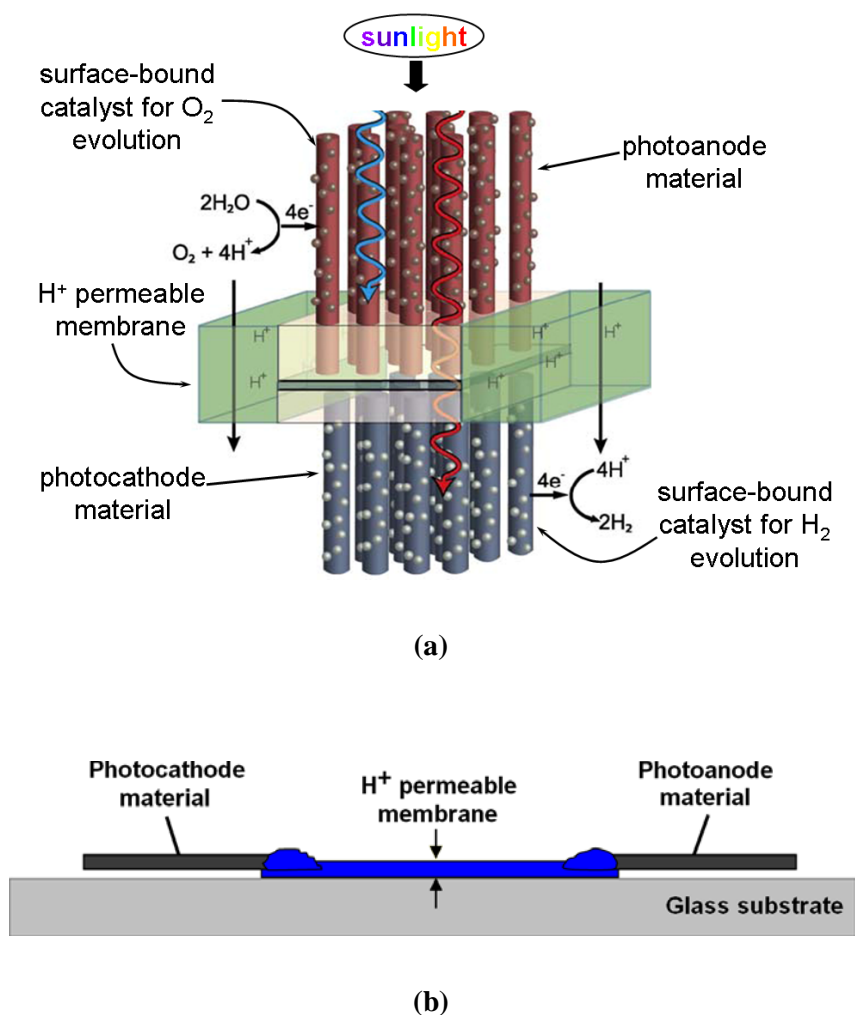 sunlight
surface-bound
catalyst for O₂
evolution
photoanode
material
2H₂O
4e⁻
O₂ + 4H⁺
H⁺ permeable
membrane
H⁺
H⁺
H⁺
H⁺
H⁺
H⁺
photocathode
material
4e⁻
4H⁺
2H₂
surface-bound
catalyst for H₂
evolution
(a)
Photocathode
material
H⁺ permeable
membrane
Photoanode
material
Glass substrate
(b)